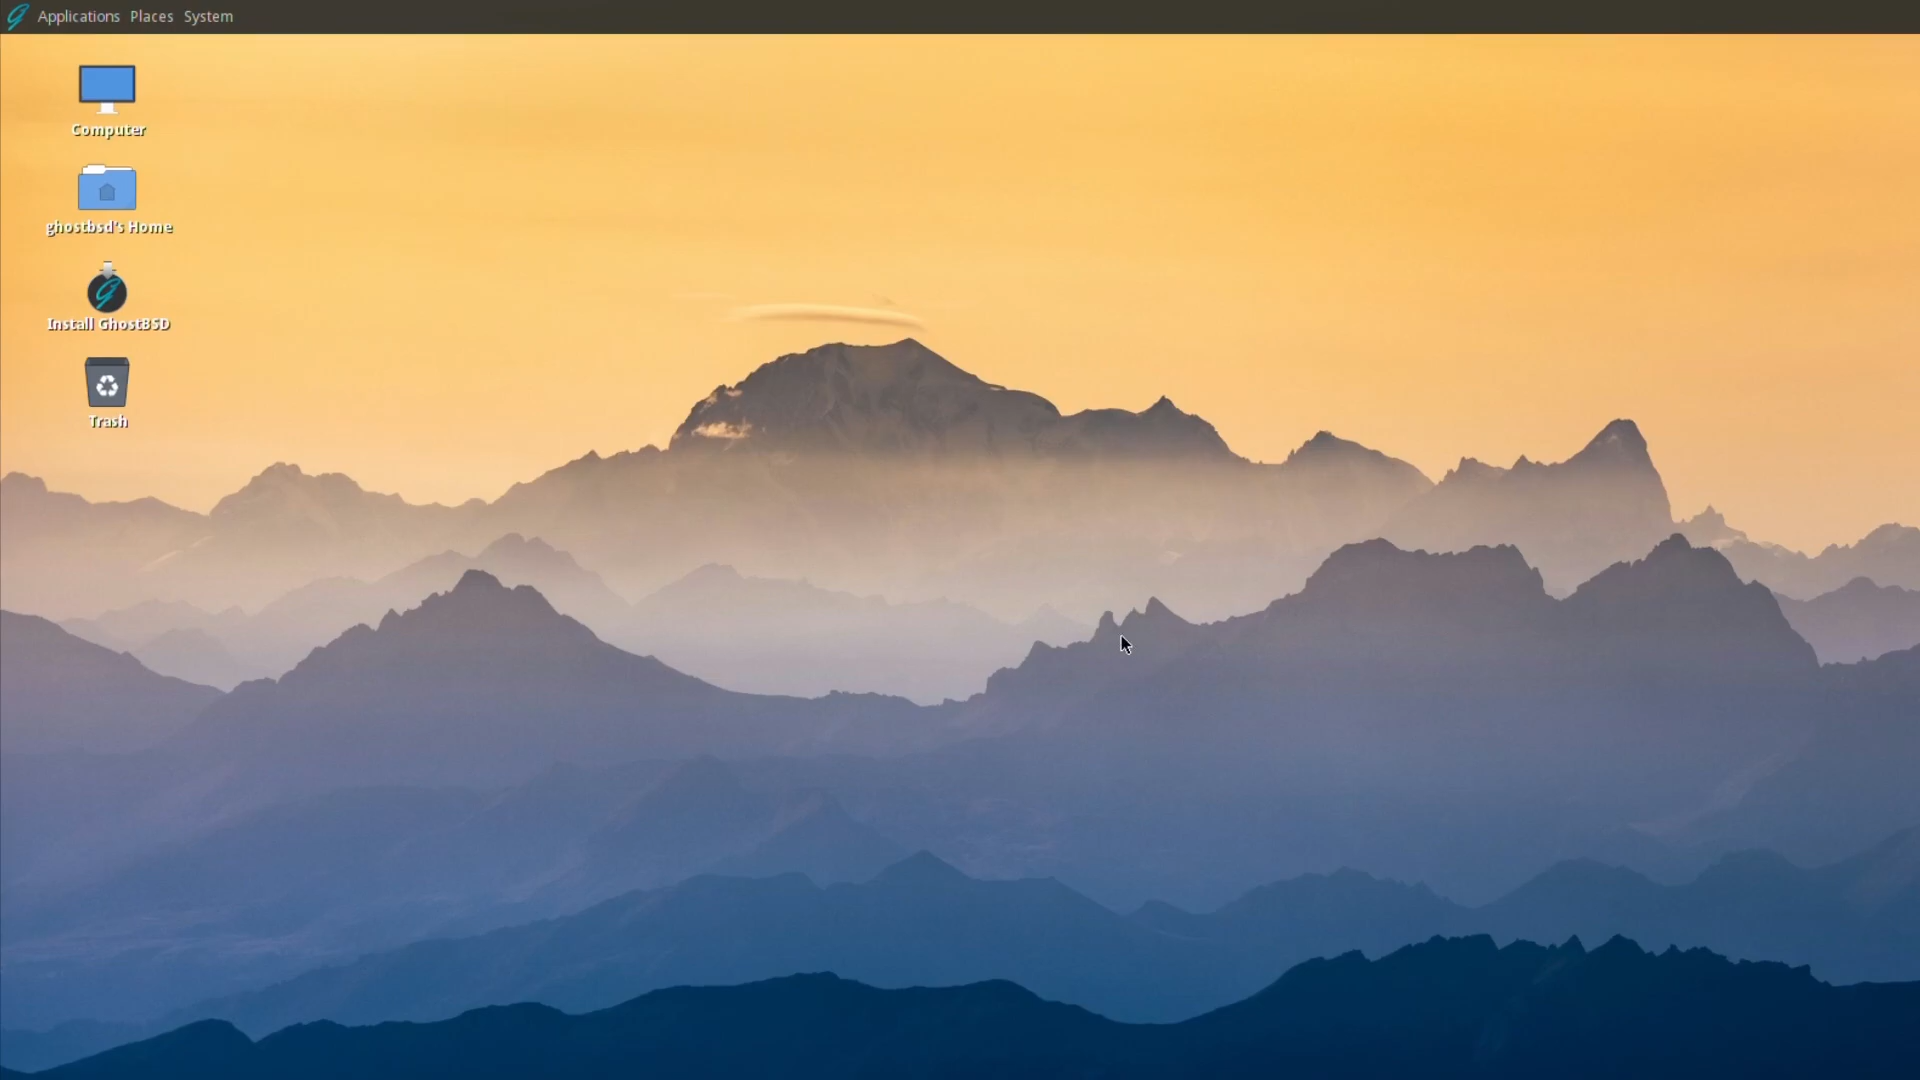 Applications Places System
Computer
ghostbsd's Home
Install GhostBSD
Trash